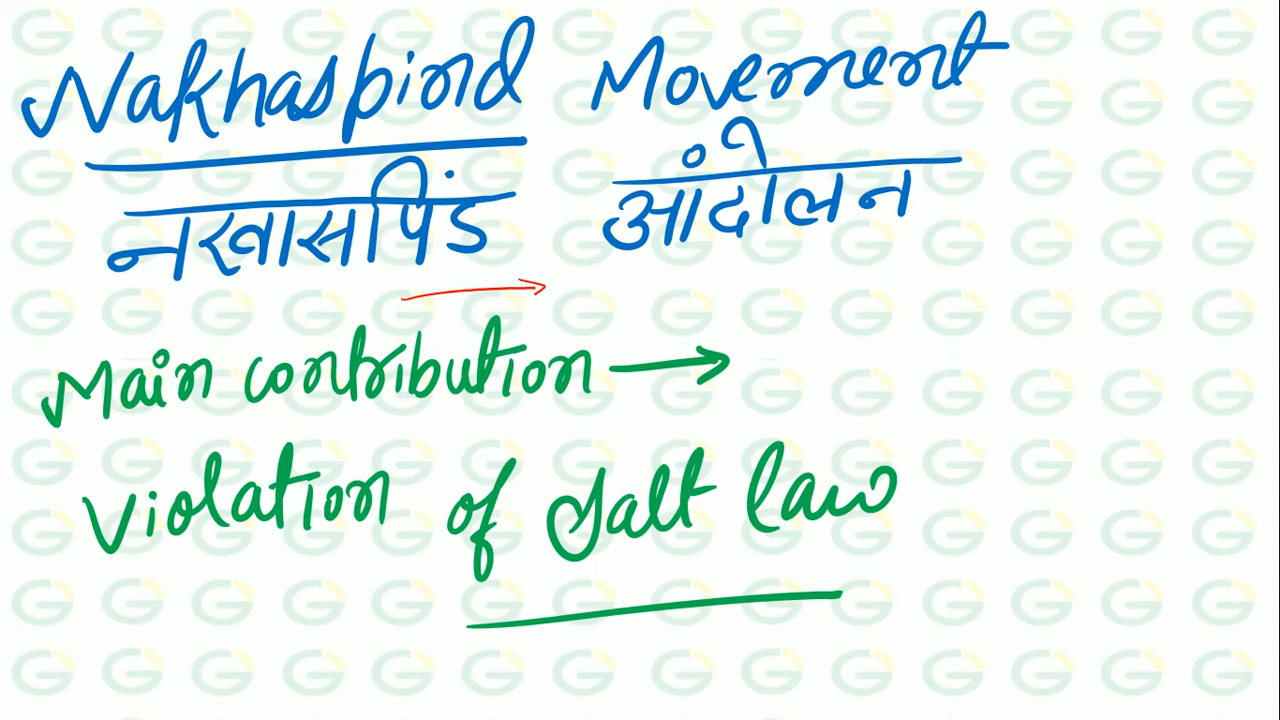 Nakhaspind Movement
नखासपिंड आंदोलन
Main contribution →
Violation of Salt law